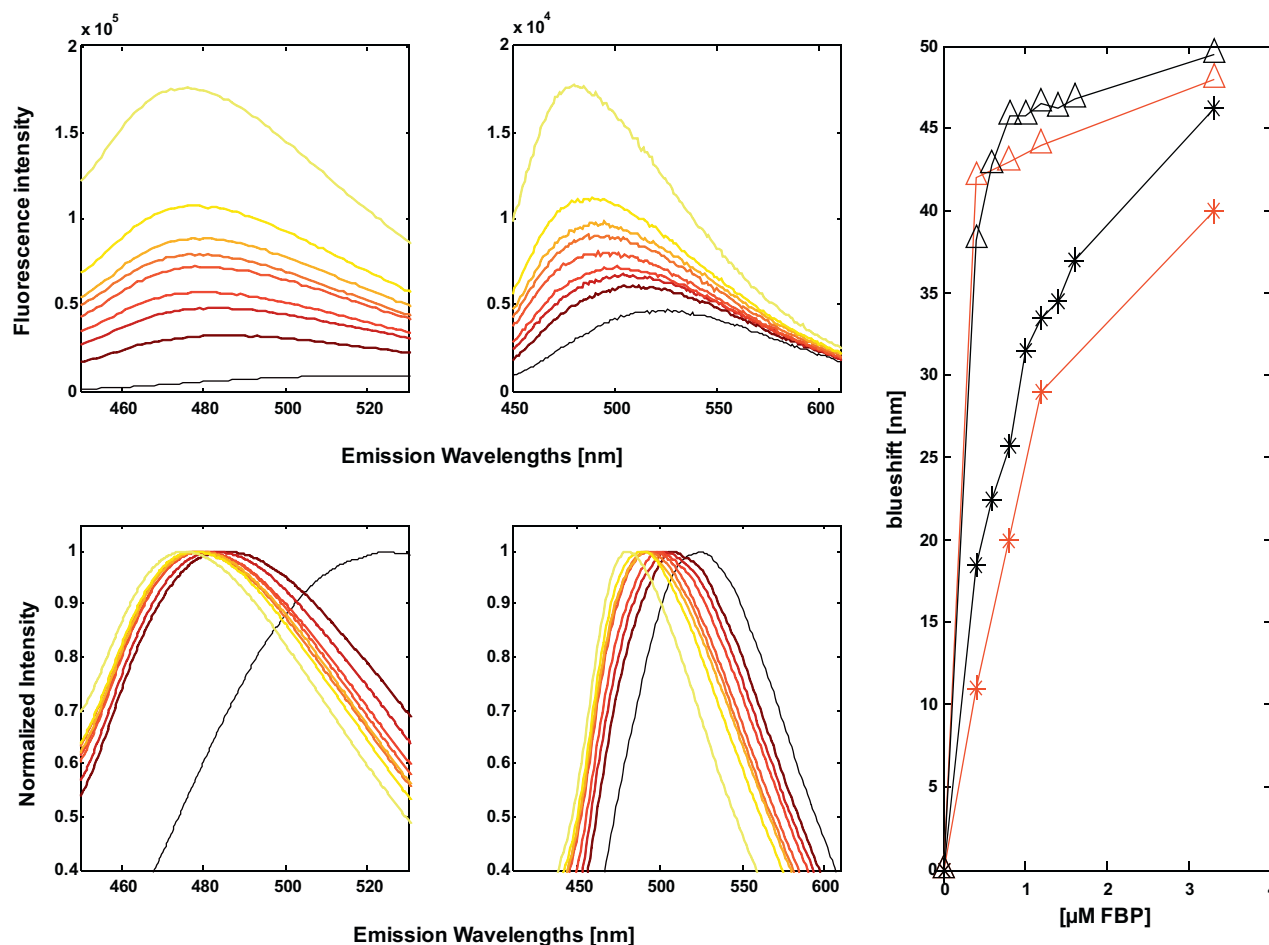 x 10⁵
2
1.5
1
0.5
0
460 480 500 520
Fluorescence intensity
x 10⁴
2
1.5
1
0.5
0
450 500 550 600
Emission Wavelengths [nm]
1
0.9
0.8
0.7
0.6
0.5
0.4
460 480 500 520
Normalized Intensity
1
0.9
0.8
0.7
0.6
0.5
0.4
450 500 550 600
Emission Wavelengths [nm]
50
45
40
35
30
25
20
15
10
5
0
0 1 2 3 4
blueshift [nm]
[µM FBP]